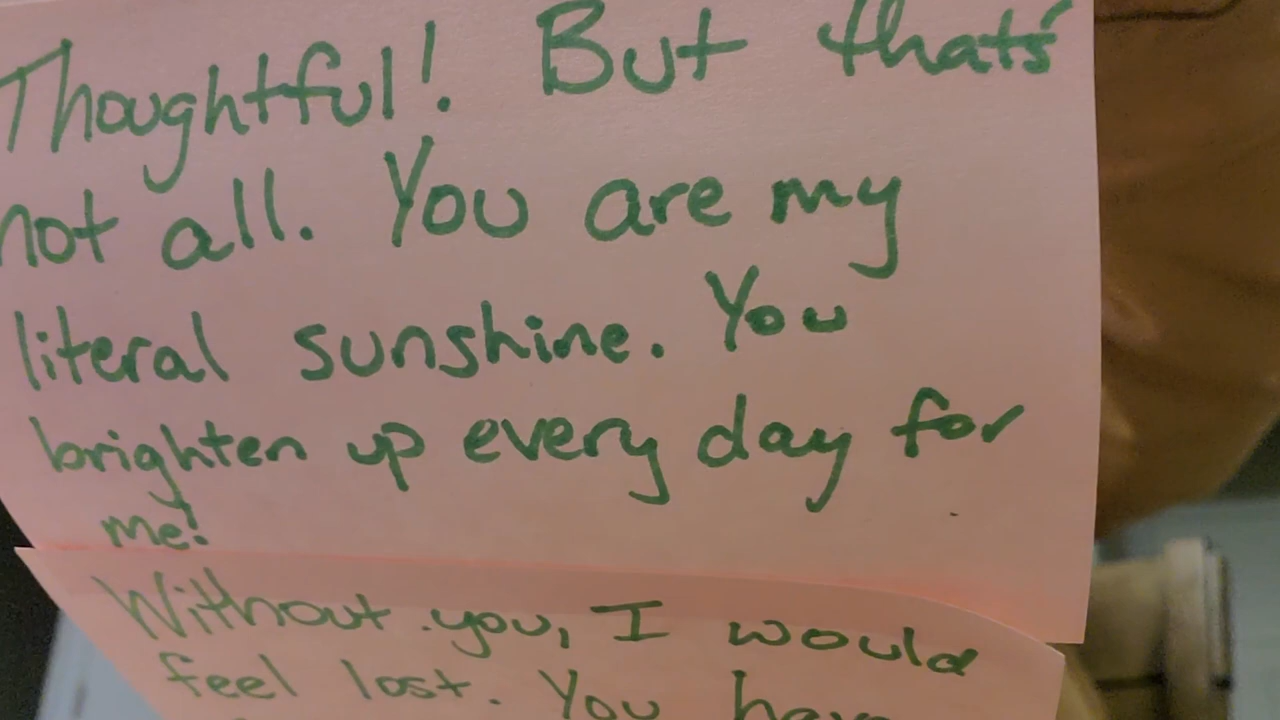 Thoughtful! But that's
not all. You are my
literal sunshine. You
brighten up every day for
me!
Without you, I would
feel lost. You have